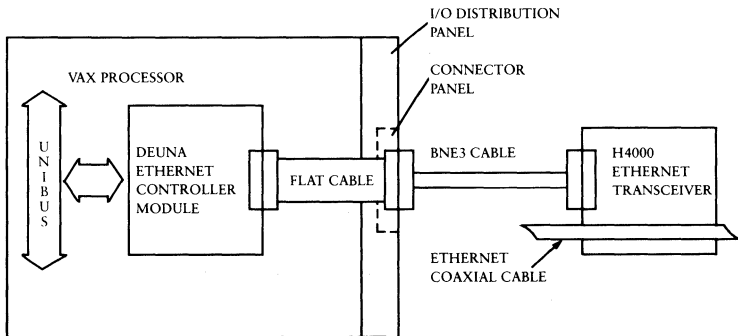 I/O DISTRIBUTION
PANEL
VAX PROCESSOR
CONNECTOR
PANEL
UNIBUS
DEUNA
ETHERNET
CONTROLLER
MODULE
FLAT CABLE
BNE3 CABLE
H4000
ETHERNET
TRANSCEIVER
ETHERNET
COAXIAL CABLE